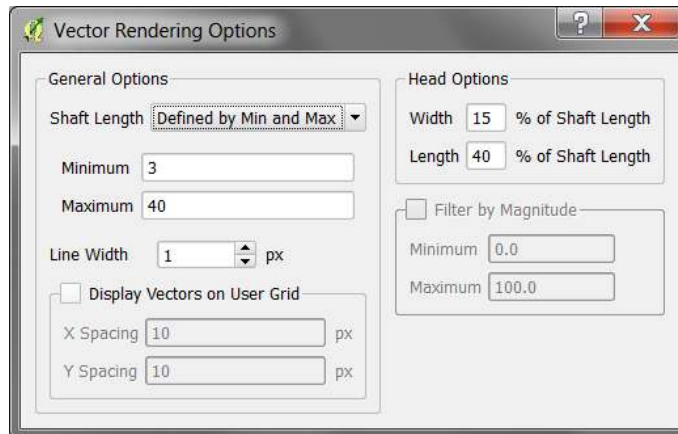 Vector Rendering Options
General Options
Shaft Length Defined by Min and Max
Minimum 3
Maximum 40
Line Width 1 px
Display Vectors on User Grid
X Spacing 10 px
Y Spacing 10 px
Head Options
Width 15 % of Shaft Length
Length 40 % of Shaft Length
Filter by Magnitude
Minimum 0.0
Maximum 100.0